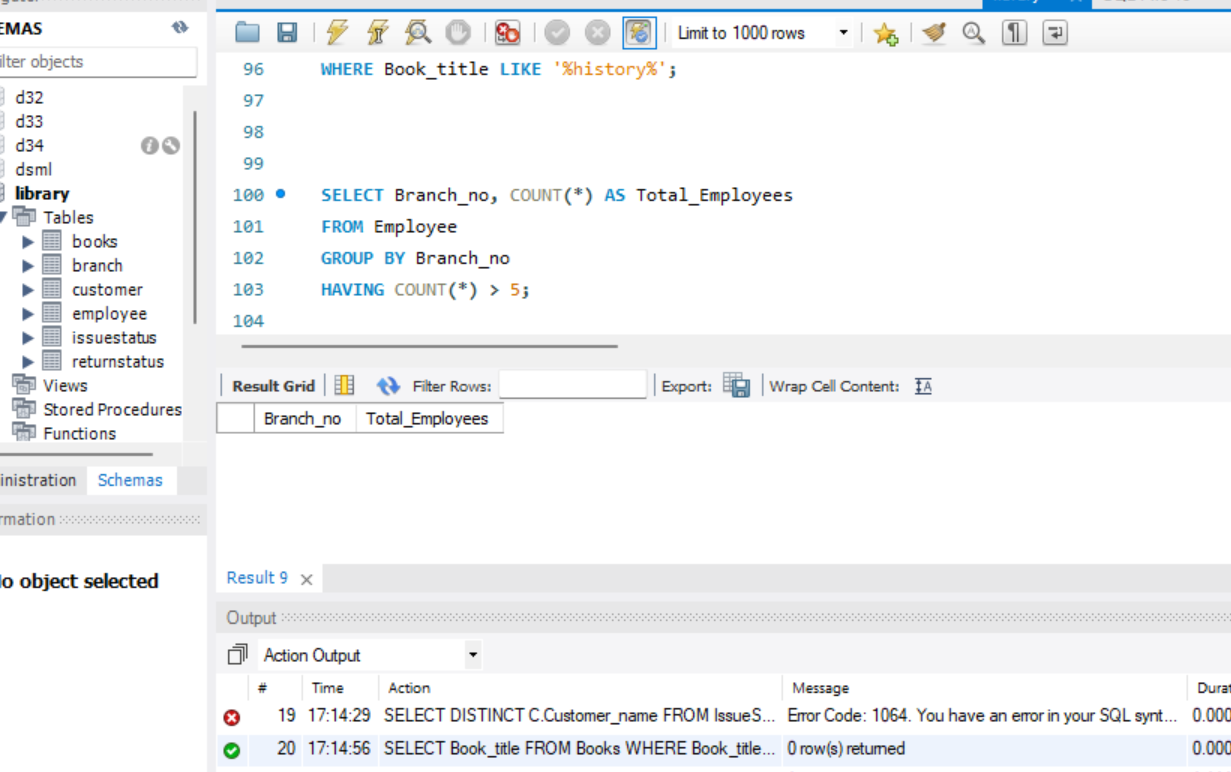 EMAS
Limit to 1000 rows
lter objects
96 WHERE Book_title LIKE '%history%';
d32
97
d33
98
d34
dsml
99
library
100 SELECT Branch_no, COUNT(*) AS Total_Employees
Tables
101 FROM Employee
books
102 GROUP BY Branch_no
branch
103 HAVING COUNT(*) > 5;
customer
104
employee
issuestatus
returnstatus
Views
Stored Procedures
Functions
Result Grid Filter Rows: Export: Wrap Cell Content: IA
Branch_no Total_Employees
inistration Schemas
rmation
o object selected
Result 9
Output
Action Output
# Time Action Message Durat
19 17:14:29 SELECT DISTINCT C.Customer_name FROM IssueS... Error Code: 1064. You have an error in your SQL synt... 0.000
20 17:14:56 SELECT Book_title FROM Books WHERE Book_title... 0 row(s) returned 0.000